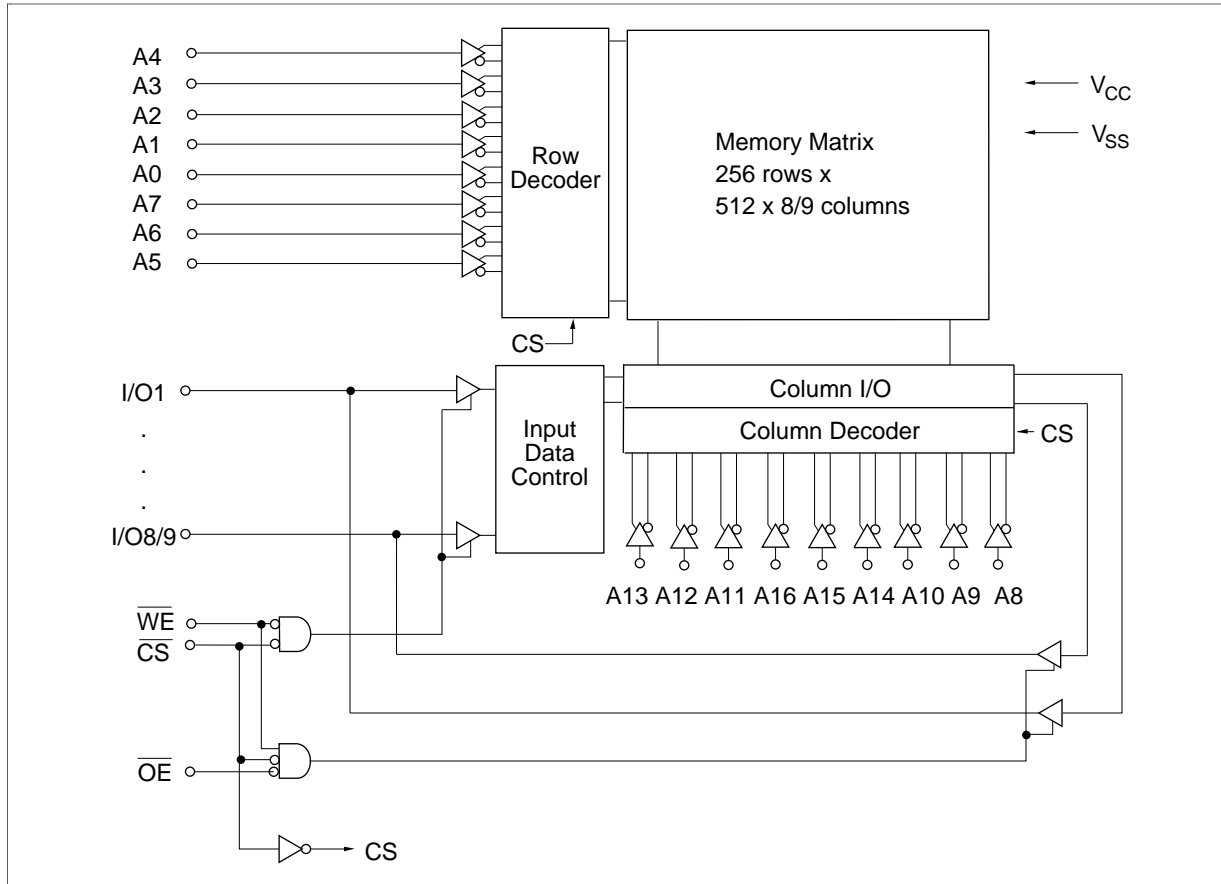 A4
A3
A2
A1
A0
A7
A6
A5
Row
Decoder
Memory Matrix
256 rows x
512 x 8/9 columns
VCC
VSS
CS
I/O1
.
.
.
I/O8/9
Input
Data
Control
Column I/O
Column Decoder
CS
A13 A12 A11 A16 A15 A14 A10 A9 A8
WE
CS
OE
CS